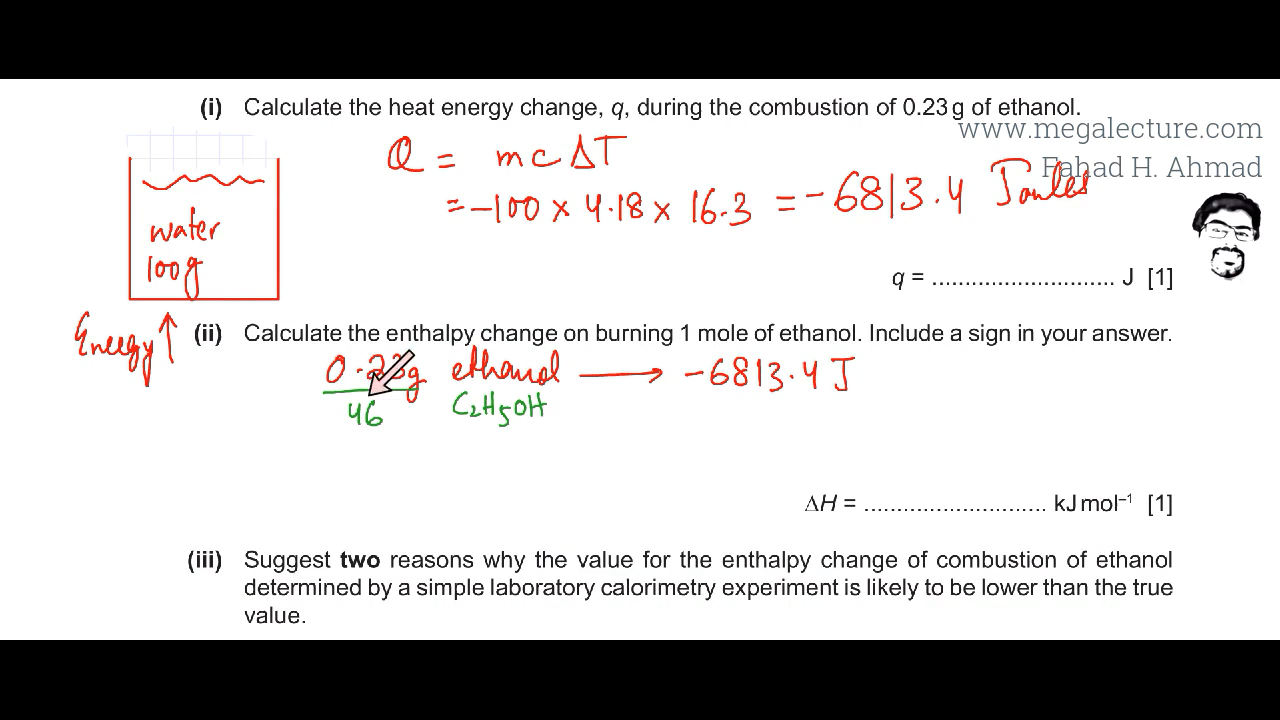 (i) Calculate the heat energy change, q, during the combustion of 0.23 g of ethanol.
www.megalecture.com
Fahad H. Ahmad
Q = mcΔT
= -100 × 4.18 × 16.3 = -6813.4 Joules
water
100g
q = ........................... J [1]
Energy ↑
(ii) Calculate the enthalpy change on burning 1 mole of ethanol. Include a sign in your answer.
0.23g ethanol ⟶ -6813.4 J
46 C₂H₅OH
ΔH = ........................... kJ mol⁻¹ [1]
(iii) Suggest two reasons why the value for the enthalpy change of combustion of ethanol
determined by a simple laboratory calorimetry experiment is likely to be lower than the true
value.